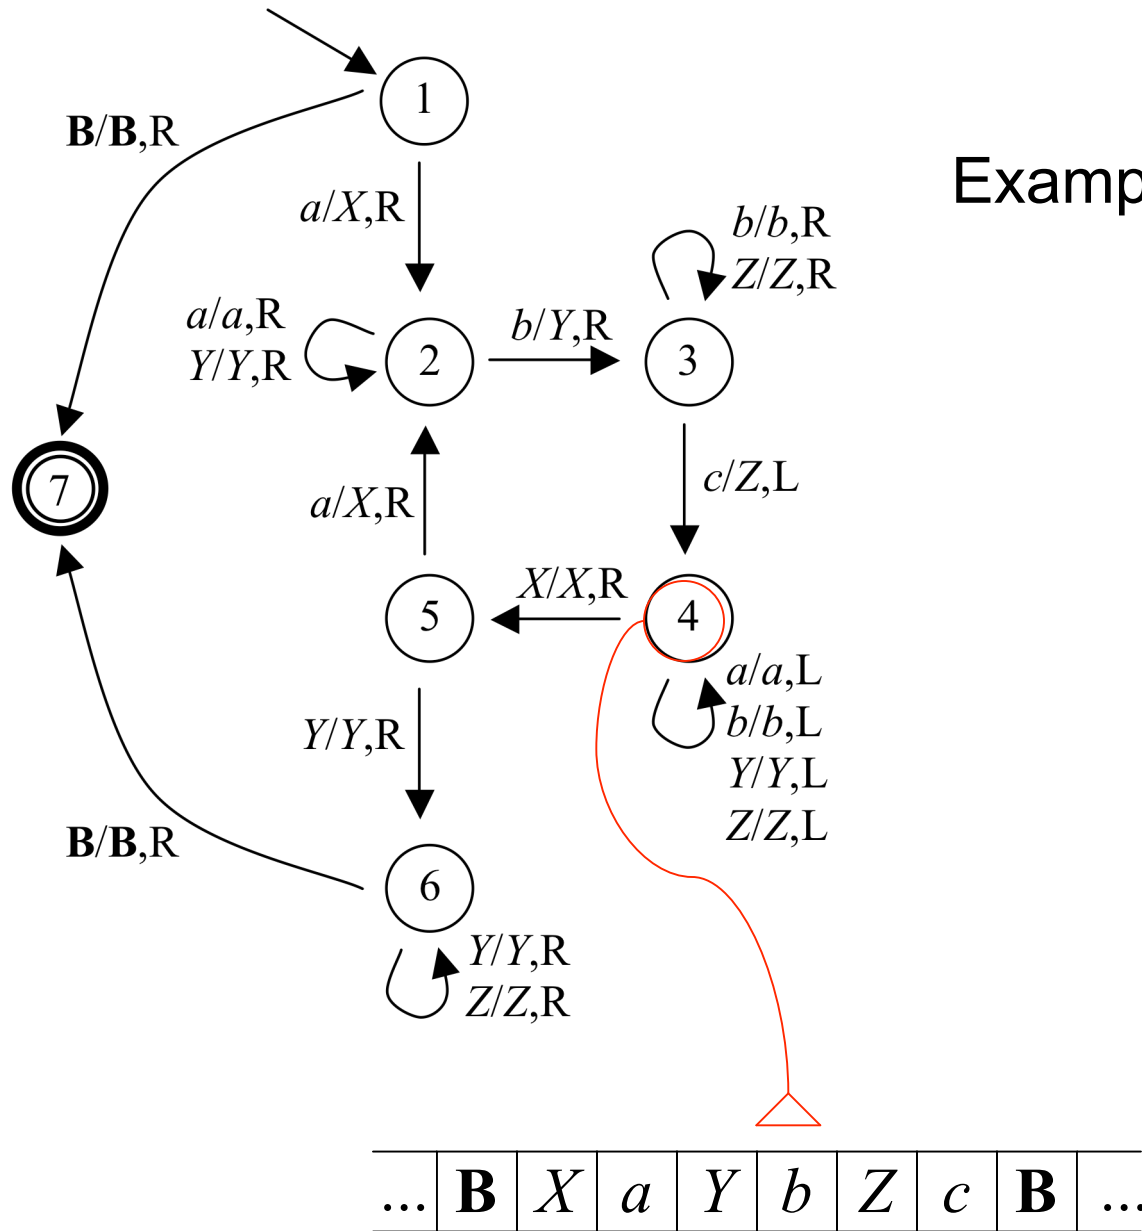 1
B/B,R
Examp
a/X,R
b/b,R
Z/Z,R
a/a,R
Y/Y,R
b/Y,R
2
3
7
a/X,R
c/Z,L
X/X,R
5
4
a/a,L
b/b,L
Y/Y,L
Z/Z,L
Y/Y,R
B/B,R
6
Y/Y,R
Z/Z,R
... B X a Y b Z c B ...